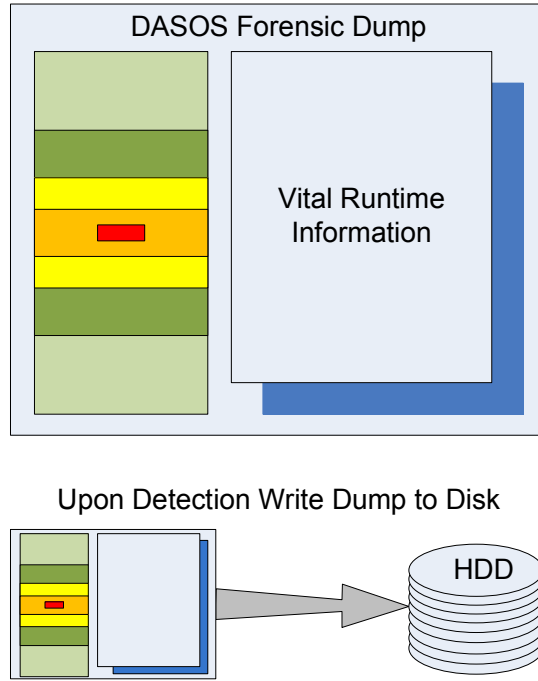 DASOS Forensic Dump
Vital Runtime
Information
Upon Detection Write Dump to Disk
HDD